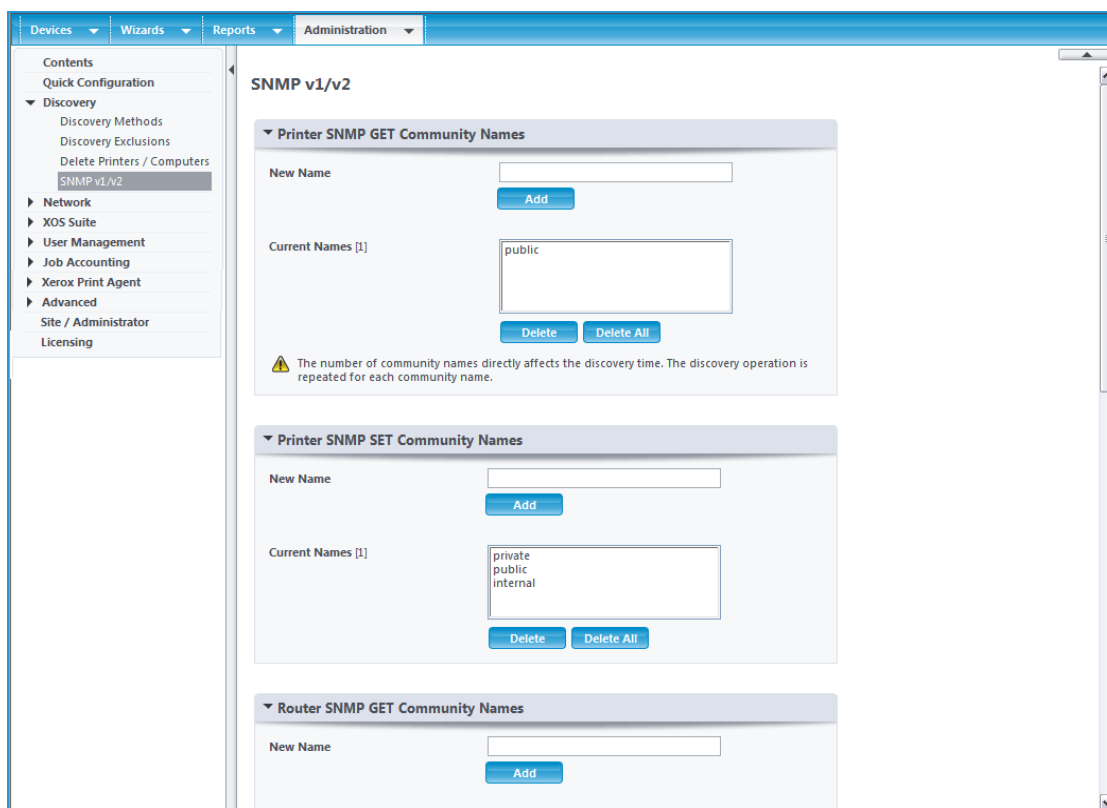 Devices Wizards Reports Administration
Contents
Quick Configuration
Discovery
Discovery Methods
Discovery Exclusions
Delete Printers / Computers
SNMP v1/v2
Network
XOS Suite
User Management
Job Accounting
Xerox Print Agent
Advanced
Site / Administrator
Licensing
SNMP v1/v2
Printer SNMP GET Community Names
New Name
Add
Current Names [1]
public
Delete Delete All
The number of community names directly affects the discovery time. The discovery operation is
repeated for each community name.
Printer SNMP SET Community Names
New Name
Add
Current Names [1]
private
public
internal
Delete Delete All
Router SNMP GET Community Names
New Name
Add